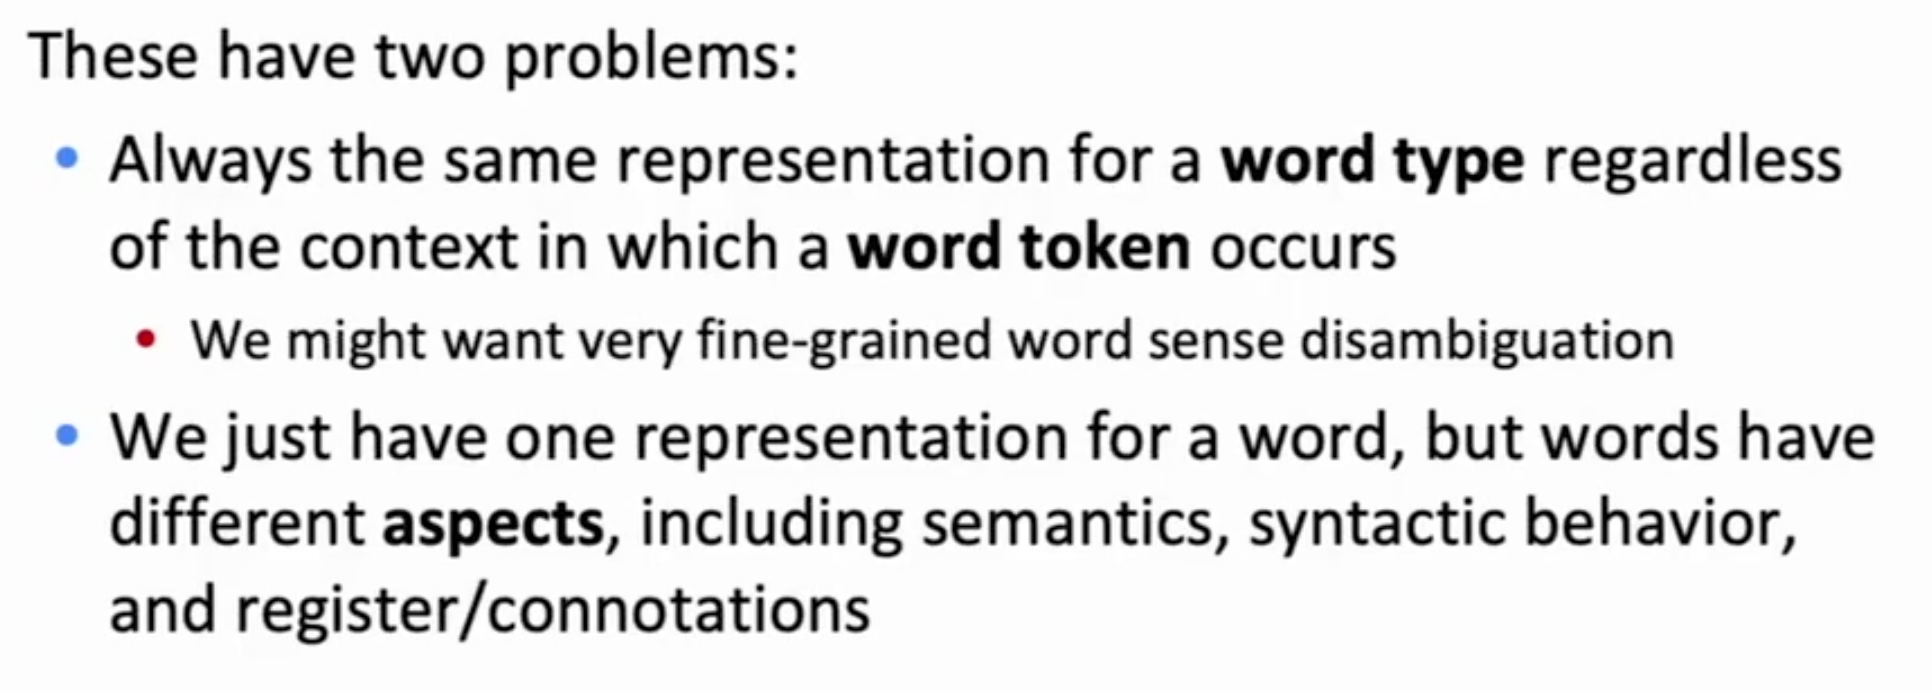 These have two problems:
• Always the same representation for a word type regardless
of the context in which a word token occurs
• We might want very fine-grained word sense disambiguation
• We just have one representation for a word, but words have
different aspects, including semantics, syntactic behavior,
and register/connotations